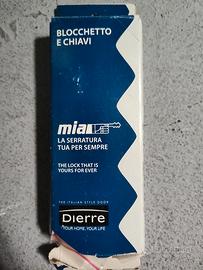 BLOCCHETTO
E CHIAVI
mia
LA SERRATURA
TUA PER SEMPRE
THE LOCK THAT IS
YOURS FOR EVER
THE ITALIAN STYLE DOOR
Dierre
YOUR HOME, YOUR LIFE